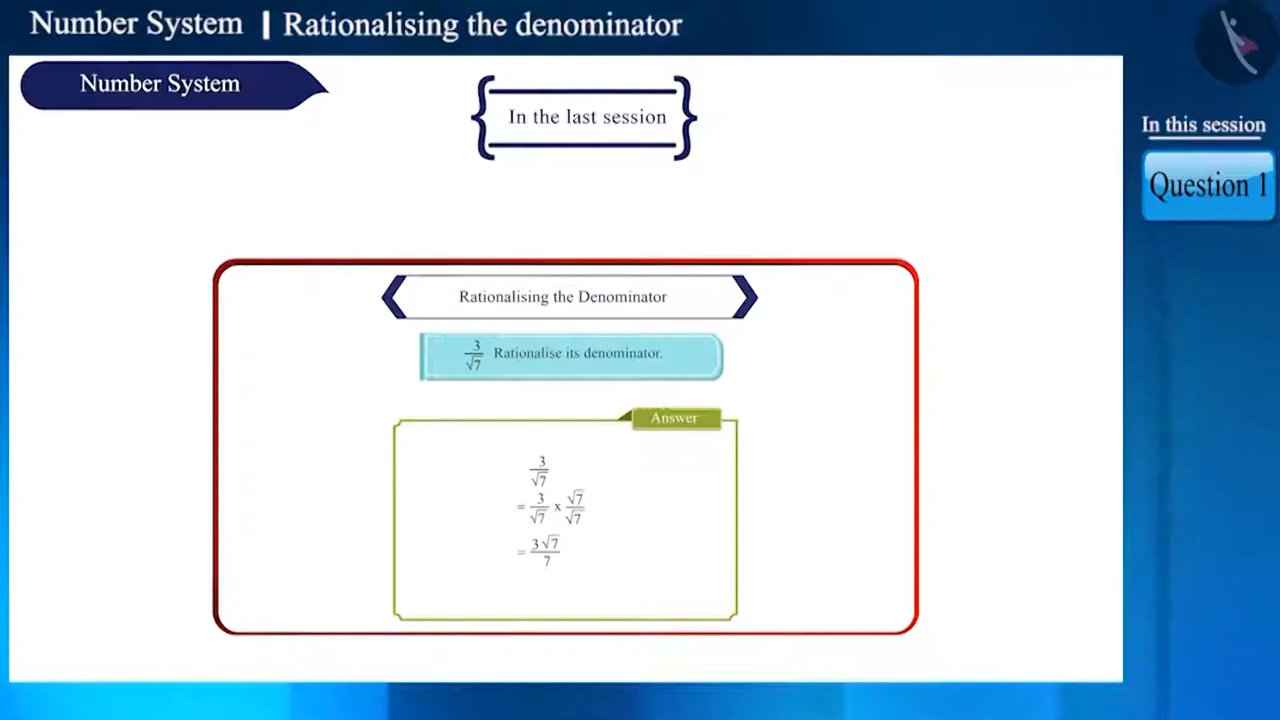 Number System | Rationalising the denominator
Number System
In the last session
In this session
Question 1
Rationalising the Denominator
3/√7 Rationalise its denominator.
Answer
3/√7
= 3/√7 x √7/√7
= 3√7/7